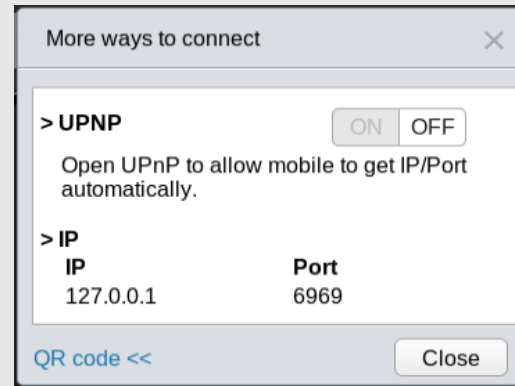 More ways to connect
> UPNP
ON OFF
Open UPnP to allow mobile to get IP/Port
automatically.
> IP
IP Port
127.0.0.1 6969
QR code << Close